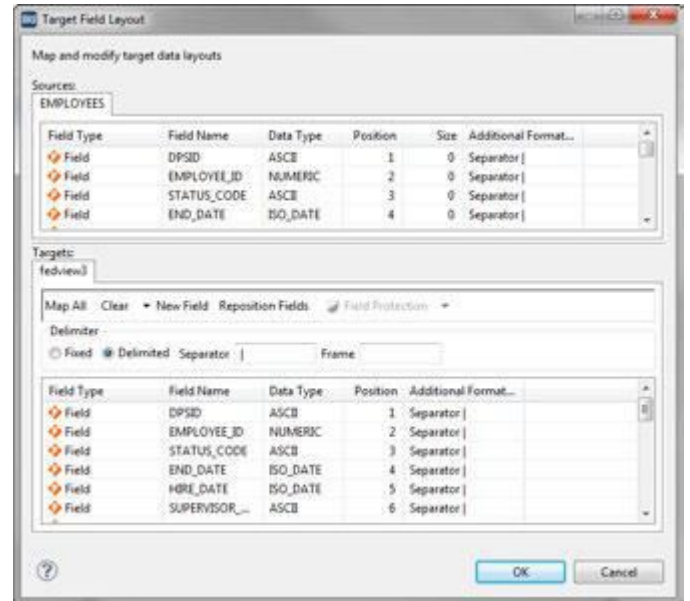 Target Field Layout
Map and modify target data layouts
Sources:
EMPLOYEES
Field Type Field Name Data Type Position Size Additional Format...
Field DPSID ASCII 1 0 Separator |
Field EMPLOYEE_ID NUMERIC 2 0 Separator |
Field STATUS_CODE ASCII 3 0 Separator |
Field END_DATE ISO_DATE 4 0 Separator |
Targets:
fedview3
Map All Clear New Field Reposition Fields Field Protection
Delimiter
Fixed Delimited Separator | Frame
Field Type Field Name Data Type Position Additional Format...
Field DPSID ASCII 1 Separator |
Field EMPLOYEE_ID NUMERIC 2 Separator |
Field STATUS_CODE ASCII 3 Separator |
Field END_DATE ISO_DATE 4 Separator |
Field HIRE_DATE ISO_DATE 5 Separator |
Field SUPERVISOR_... ASCII 6 Separator |
? OK Cancel